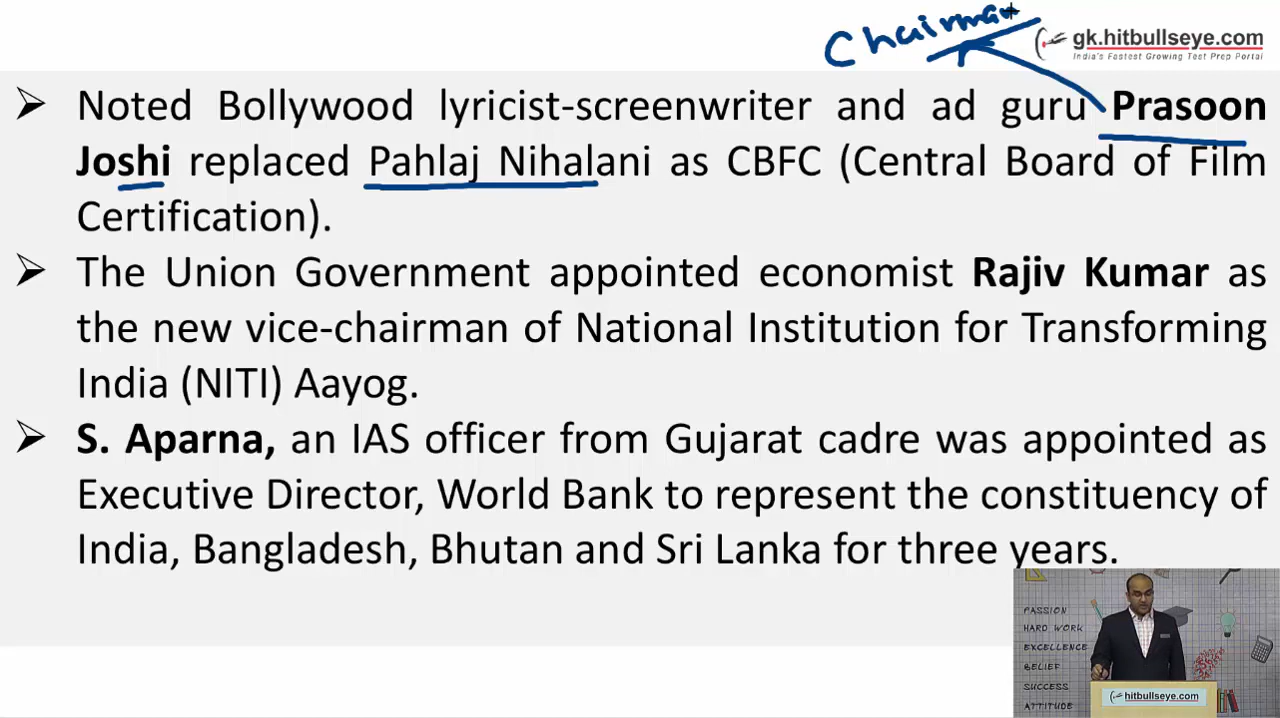 Chairman
gk.hitbullseye.com
India's Fastest Growing Test Prep Portal
➤ Noted Bollywood lyricist-screenwriter and ad guru Prasoon
Joshi replaced Pahlaj Nihalani as CBFC (Central Board of Film
Certification).
➤ The Union Government appointed economist Rajiv Kumar as
the new vice-chairman of National Institution for Transforming
India (NITI) Aayog.
➤ S. Aparna, an IAS officer from Gujarat cadre was appointed as
Executive Director, World Bank to represent the constituency of
India, Bangladesh, Bhutan and Sri Lanka for three years.
PASSION
HARD WORK
EXCELLENCE
BELIEF
SUCCESS
ATTITUDE
hitbullseye.com